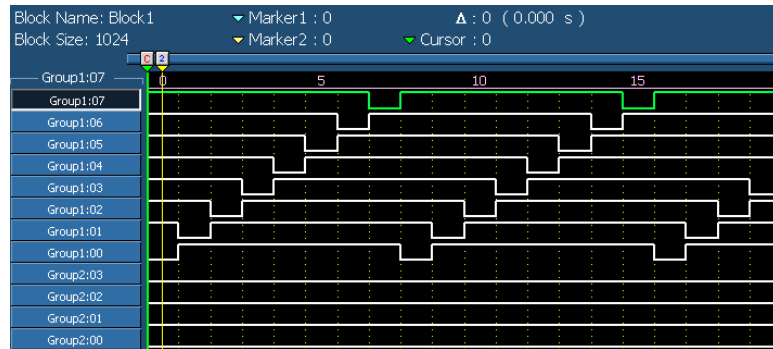 Block Name: Block1 Marker1 : 0 Δ : 0 ( 0.000 s )
Block Size: 1024 Marker2 : 0 Cursor : 0
C 2
Group1:07 0 5 10 15
Group1:07
Group1:06
Group1:05
Group1:04
Group1:03
Group1:02
Group1:01
Group1:00
Group2:03
Group2:02
Group2:01
Group2:00